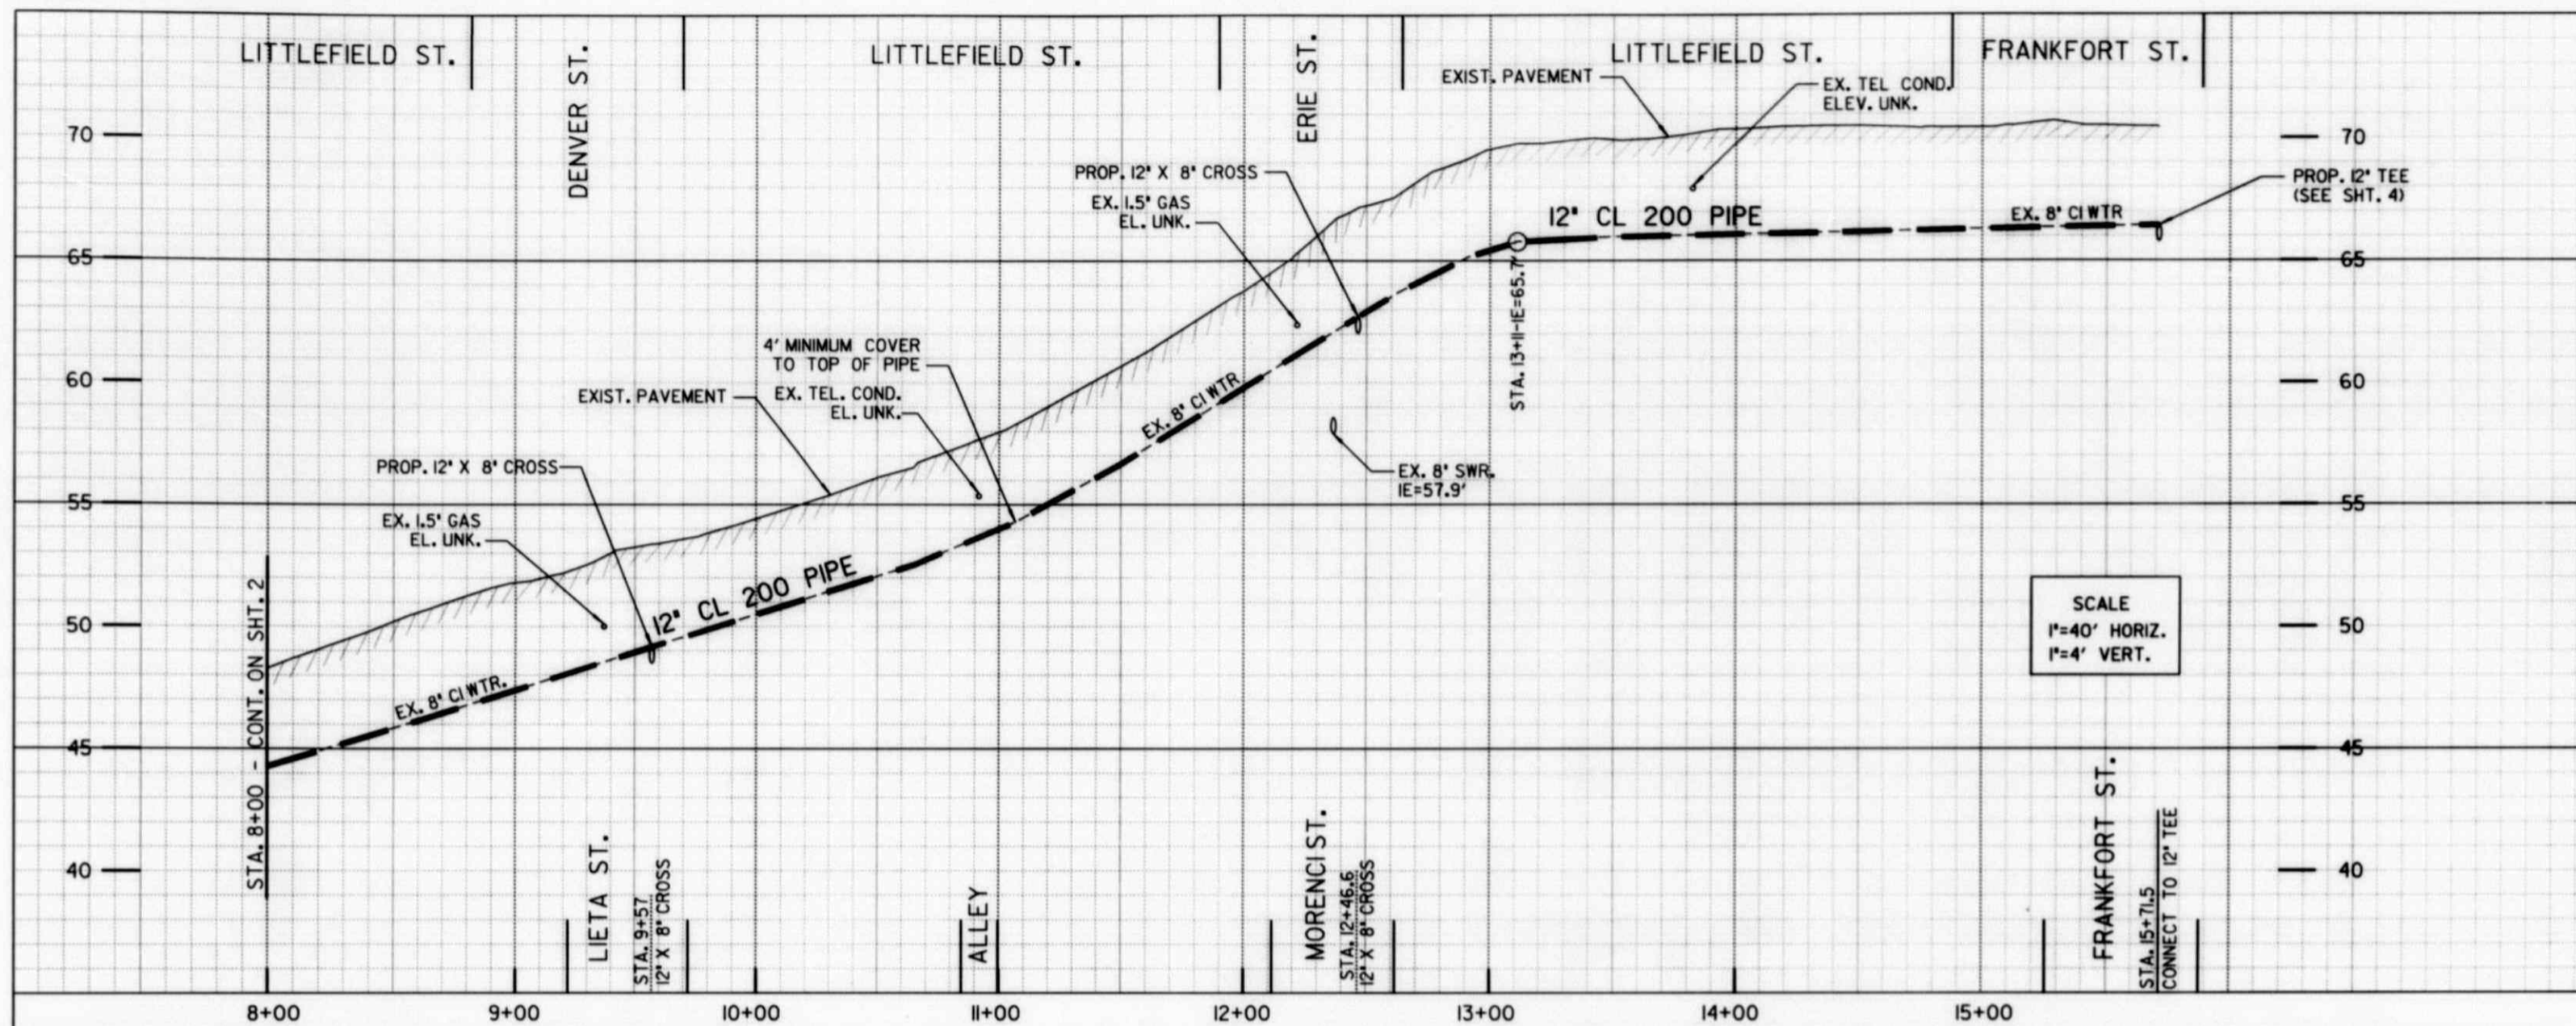 LITTLEFIELD ST.
DENVER ST.
LITTLEFIELD ST.
ERIE ST.
LITTLEFIELD ST.
FRANKFORT ST.
EXIST. PAVEMENT
EX. TEL COND.
ELEV. UNK.
70
70
PROP. 12" X 8" CROSS
PROP. 12" TEE
(SEE SHT. 4)
EX. 1.5" GAS
EL. UNK.
12" CL 200 PIPE
EX. 8" CI WTR
65
65
STA. 13+11-IE=65.7'
4' MINIMUM COVER
TO TOP OF PIPE
60
60
EXIST. PAVEMENT
EX. TEL. COND.
EL. UNK.
EX. 8" CI WTR
PROP. 12" X 8" CROSS
EX. 8" SWR.
IE=57.9'
55
55
EX. 1.5" GAS
EL. UNK.
12" CL 200 PIPE
SCALE
1"=40' HORIZ.
1"=4' VERT.
50
50
EX. 8" CI WTR.
STA. 8+00 - CONT. ON SHT. 2
45
45
40
40
LIETA ST.
STA. 9+57
12" X 8" CROSS
ALLEY
MORENCI ST.
STA. 12+46.6
12" X 8" CROSS
FRANKFORT ST.
STA. 15+71.5
CONNECT TO 12" TEE
8+00
9+00
10+00
11+00
12+00
13+00
14+00
15+00